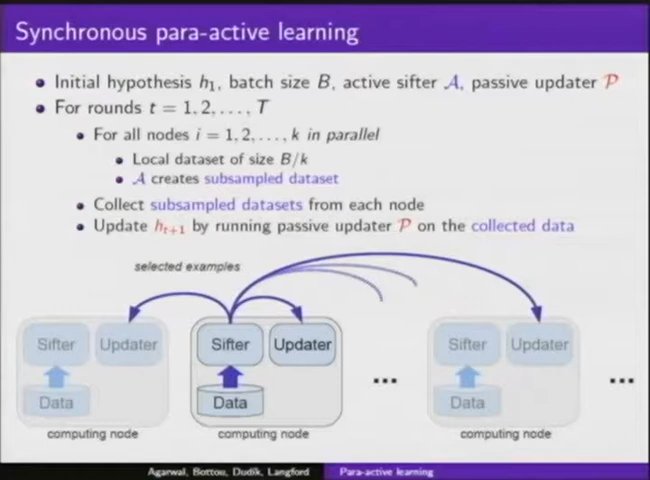 Synchronous para-active learning
Initial hypothesis h₁, batch size B, active sifter 𝒜, passive updater 𝒫
For rounds t = 1, 2, . . . , T
For all nodes i = 1, 2, . . . , k in parallel
Local dataset of size B/k
𝒜 creates subsampled dataset
Collect subsampled datasets from each node
Update hₜ₊₁ by running passive updater 𝒫 on the collected data
selected examples
Sifter Updater Sifter Updater Sifter Updater
... ...
Data Data Data
computing node computing node computing node
Agarwal, Bottou, Dudík, Langford Para-active learning